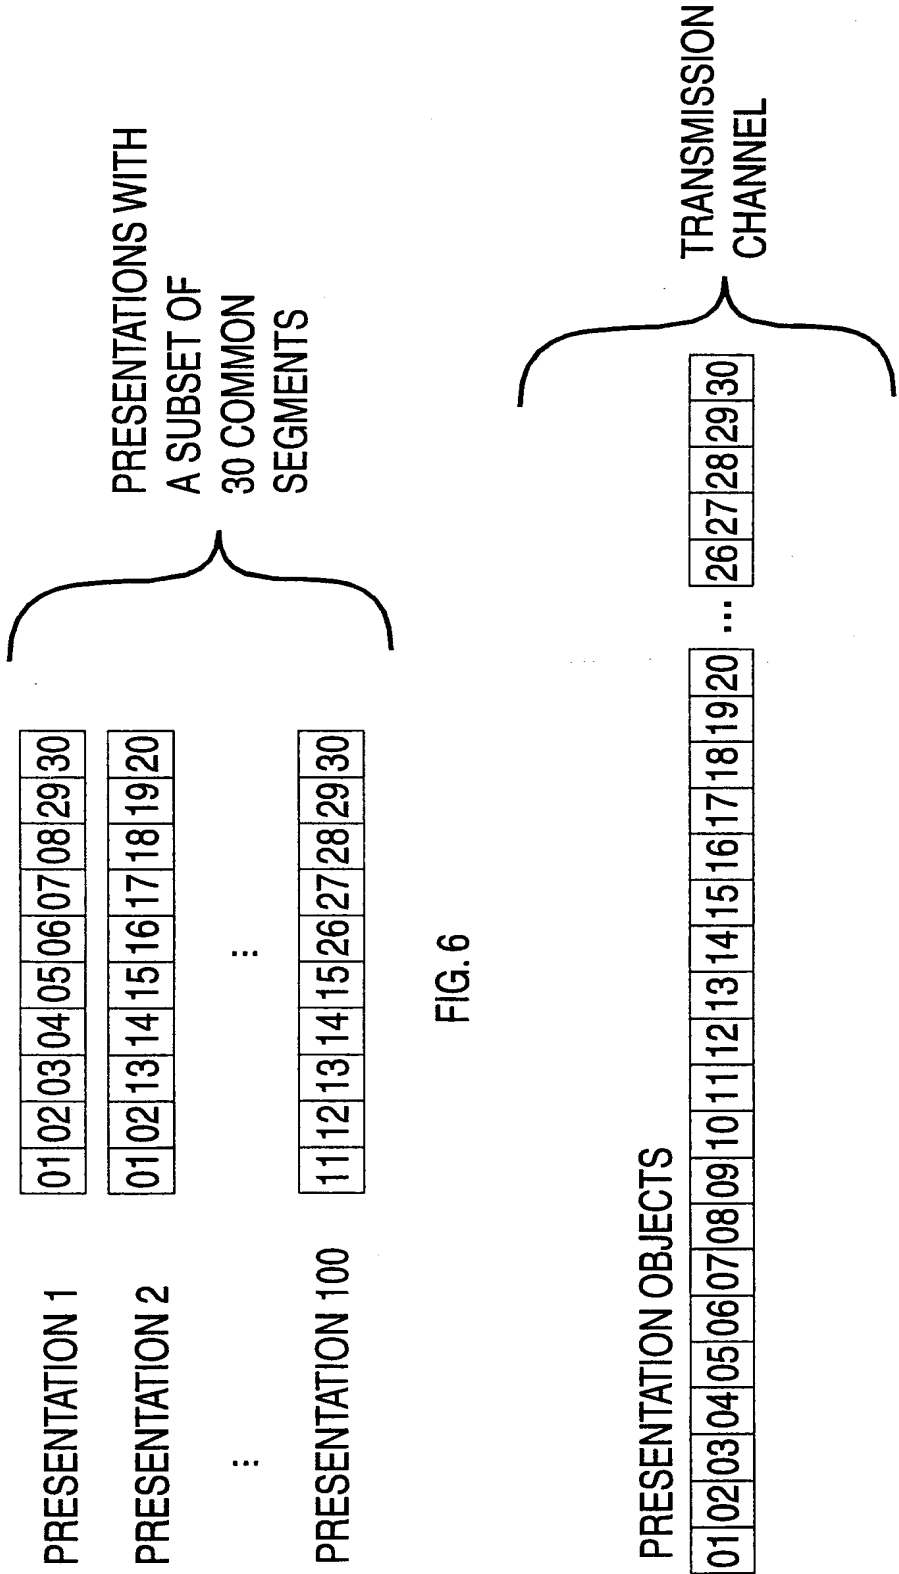 PRESENTATION 1 01 02 03 04 05 06 07 08 29 30
PRESENTATION 2 01 02 13 14 15 16 17 18 19 20
... ...
PRESENTATION 100 11 12 13 14 15 26 27 28 29 30
PRESENTATIONS WITH
A SUBSET OF
30 COMMON
SEGMENTS
FIG. 6
PRESENTATION OBJECTS
01 02 03 04 05 06 07 08 09 10 11 12 13 14 15 16 17 18 19 20 ... 26 27 28 29 30
TRANSMISSION
CHANNEL